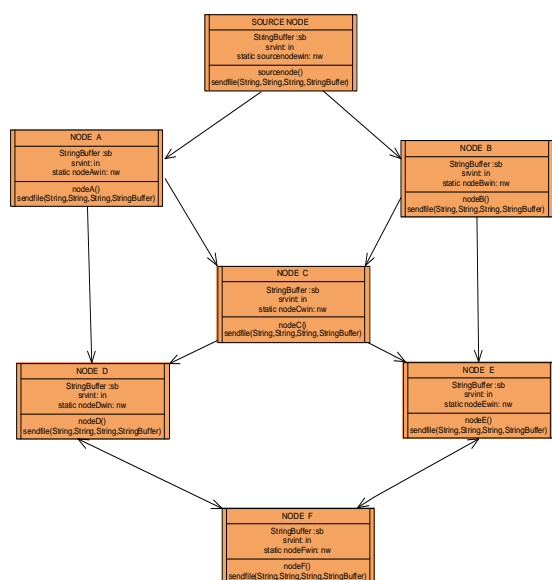 SOURCE NODE
StringBuffer :sb
srvint: in
static sourcenodewin: nw
sourcenode()
sendfile(String,String,String,StringBuffer)
NODE A
StringBuffer :sb
srvint: in
static nodeAwin: nw
nodeA()
sendfile(String,String,String,StringBuffer)
NODE B
StringBuffer :sb
srvint: in
static nodeBwin: nw
nodeB()
sendfile(String,String,String,StringBuffer)
NODE C
StringBuffer :sb
srvint: in
static nodeCwin: nw
nodeC()
sendfile(String,String,String,StringBuffer)
NODE D
StringBuffer :sb
srvint: in
static nodeDwin: nw
nodeD()
sendfile(String,String,String,StringBuffer)
NODE E
StringBuffer :sb
srvint: in
static nodeEwin: nw
nodeE()
sendfile(String,String,String,StringBuffer)
NODE F
StringBuffer :sb
srvint: in
static nodeFwin: nw
nodeF()
sendfile(String,String,String,StringBuffer)